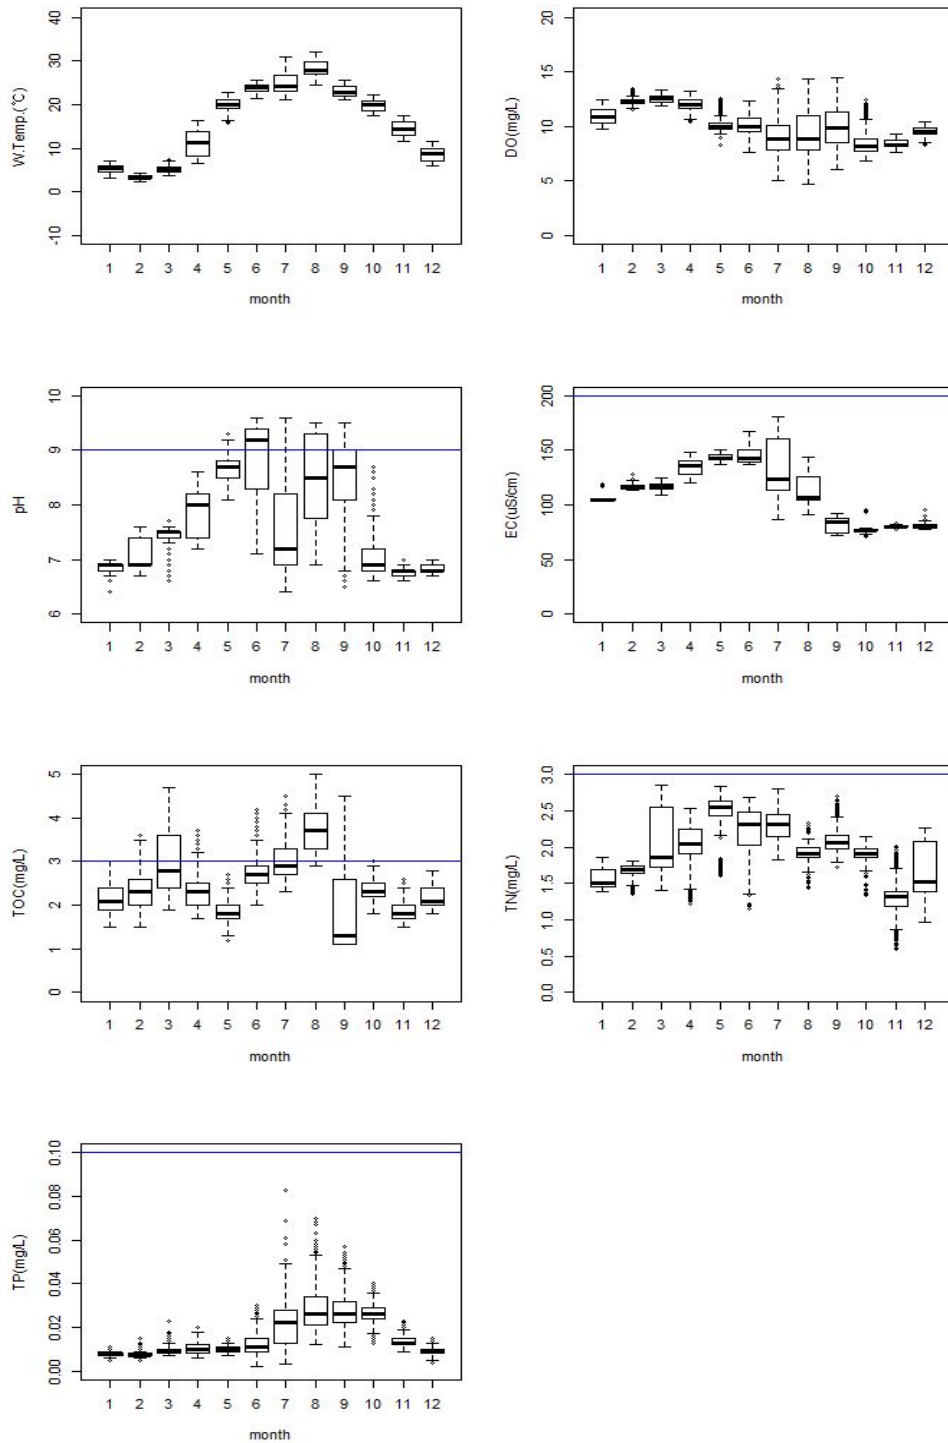 W.Temp.(℃)
40
30
20
10
0
-10
1 2 3 4 5 6 7 8 9 10 11 12
month
DO(mg/L)
20
15
10
5
0
1 2 3 4 5 6 7 8 9 10 11 12
month
pH
10
9
8
7
6
1 2 3 4 5 6 7 8 9 10 11 12
month
EC(uS/cm)
200
150
100
50
0
1 2 3 4 5 6 7 8 9 10 11 12
month
TOC(mg/L)
5
4
3
2
1
0
1 2 3 4 5 6 7 8 9 10 11 12
month
TN(mg/L)
3.0
2.5
2.0
1.5
1.0
0.5
0.0
1 2 3 4 5 6 7 8 9 10 11 12
month
TP(mg/L)
0.10
0.08
0.06
0.04
0.02
0.00
1 2 3 4 5 6 7 8 9 10 11 12
month